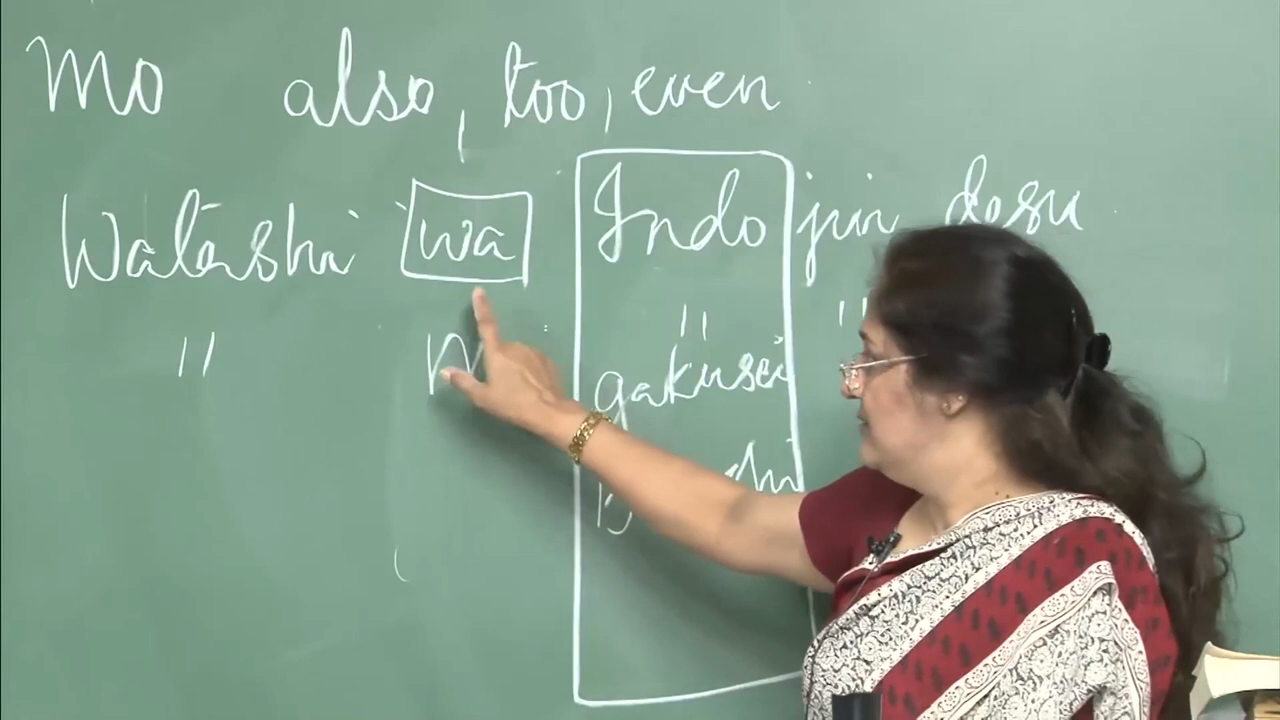 mo also, too, even
Watashi wa Indo jin desu
" " "
gakusei